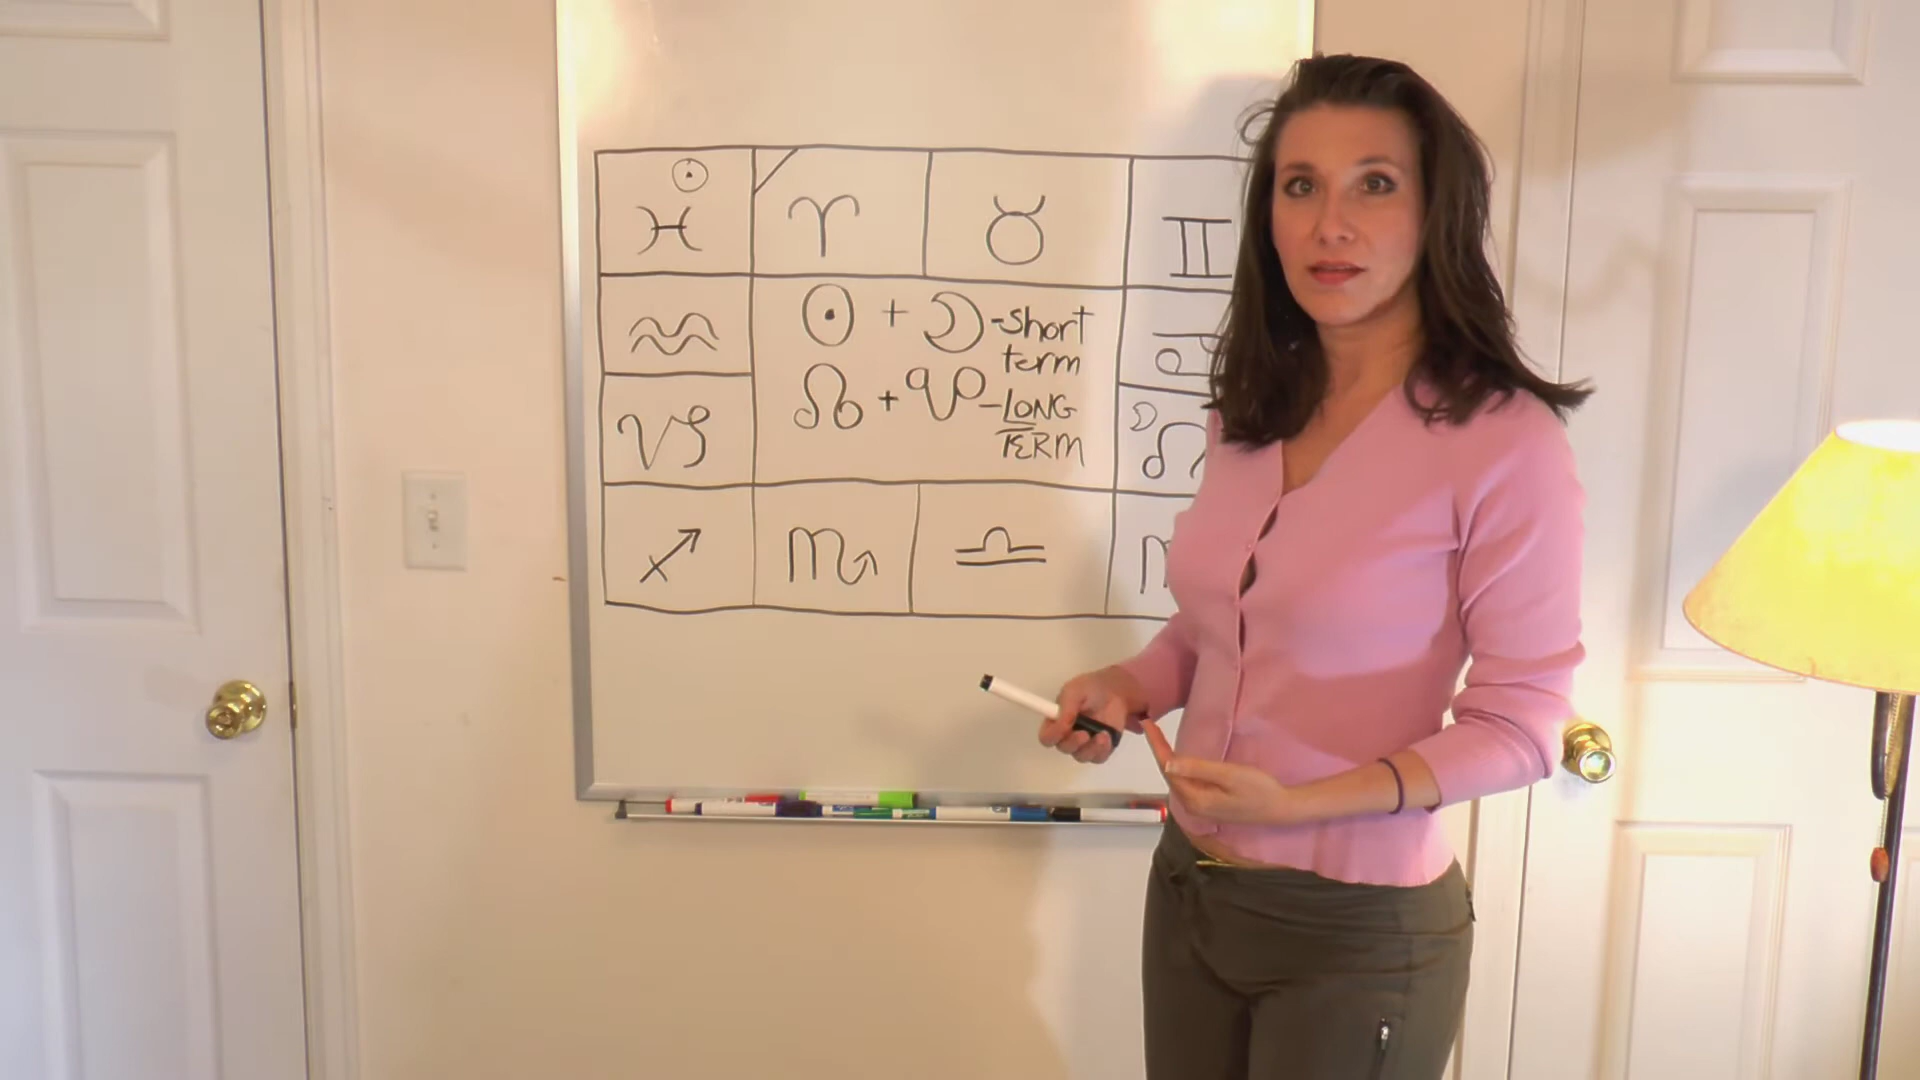 ☉
♓ ♈ ♉ ♊
♒ ☉ + ☽ -short
term
♑ ☊ + ☋ -LONG
TERM
☽ ♌
♐ ♏ ♎